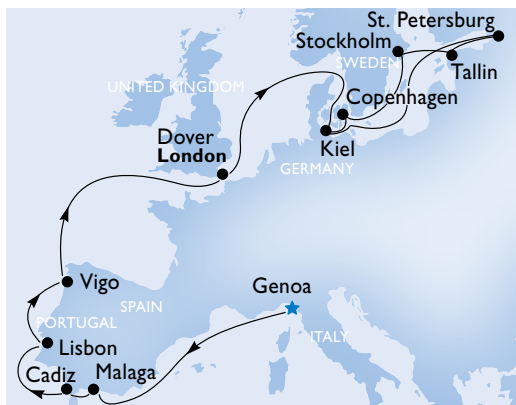 St. Petersburg
Stockholm
SWEDEN
Tallin
UNITED KINGDOM
Copenhagen
Dover
London
Kiel
GERMANY
Vigo
Genoa
SPAIN
PORTUGAL
ITALY
Lisbon
Cadiz
Malaga